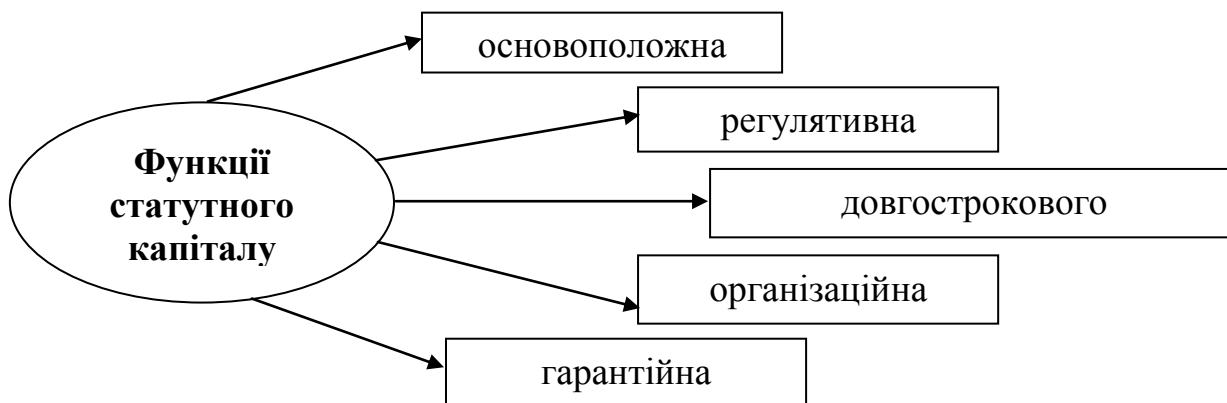 основоположна
регулятивна
Функції
статутного
капіталу
довгострокового
організаційна
гарантійна